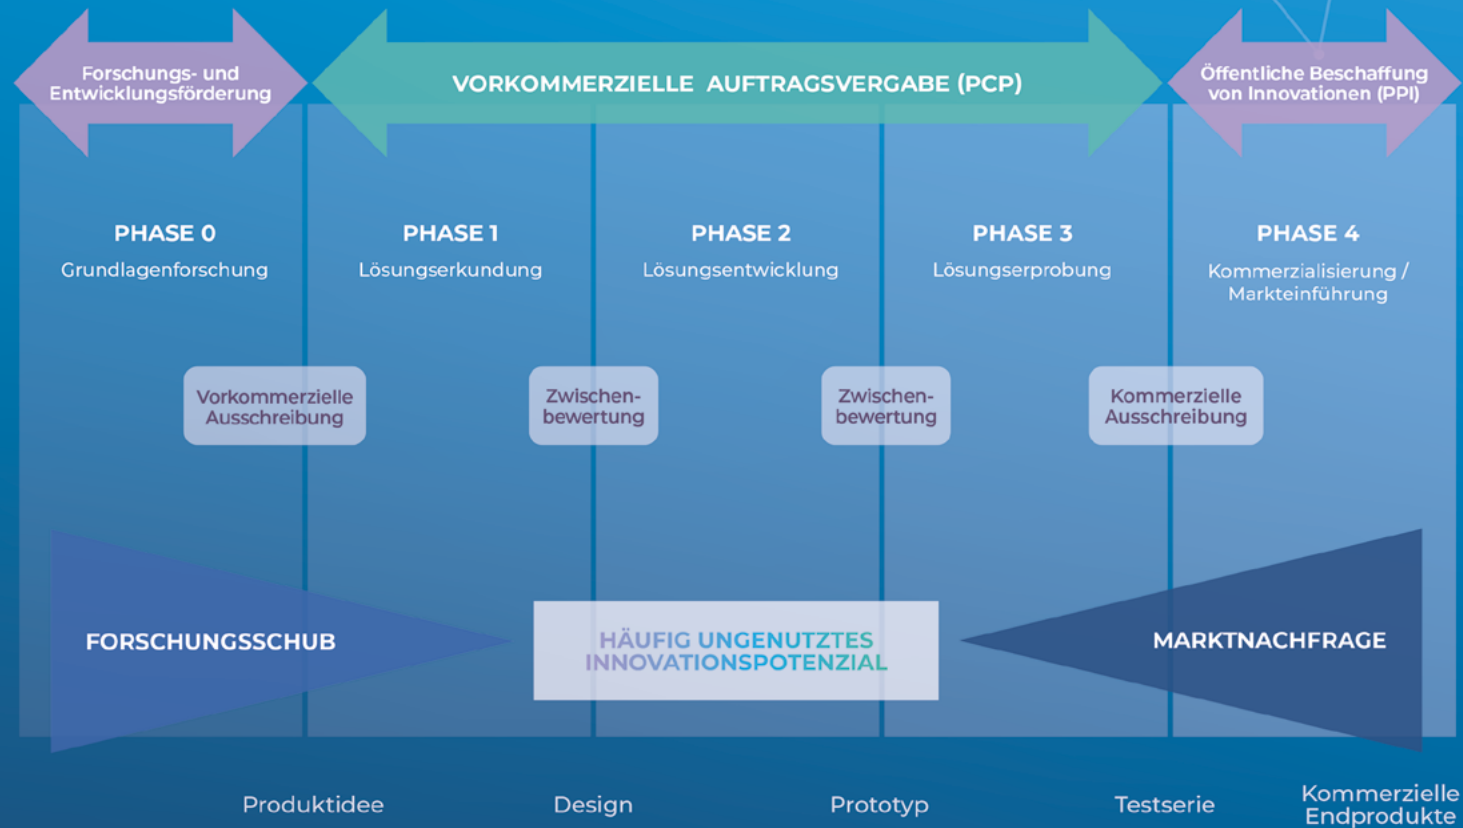 Forschungs- und
Entwicklungsförderung
VORKOMMERZIELLE AUFTRAGSVERGABE (PCP)
Öffentliche Beschaffung
von Innovationen (PPI)
PHASE 0
Grundlagenforschung
PHASE 1
Lösungserkundung
PHASE 2
Lösungsentwicklung
PHASE 3
Lösungserprobung
PHASE 4
Kommerzialisierung /
Markteinführung
Vorkommerzielle
Ausschreibung
Zwischen-
bewertung
Zwischen-
bewertung
Kommerzielle
Ausschreibung
FORSCHUNGSSCHUB
HÄUFIG UNGENUTZTES
INNOVATIONSPOTENZIAL
MARKTNACHFRAGE
Produktidee
Design
Prototyp
Testserie
Kommerzielle
Endprodukte